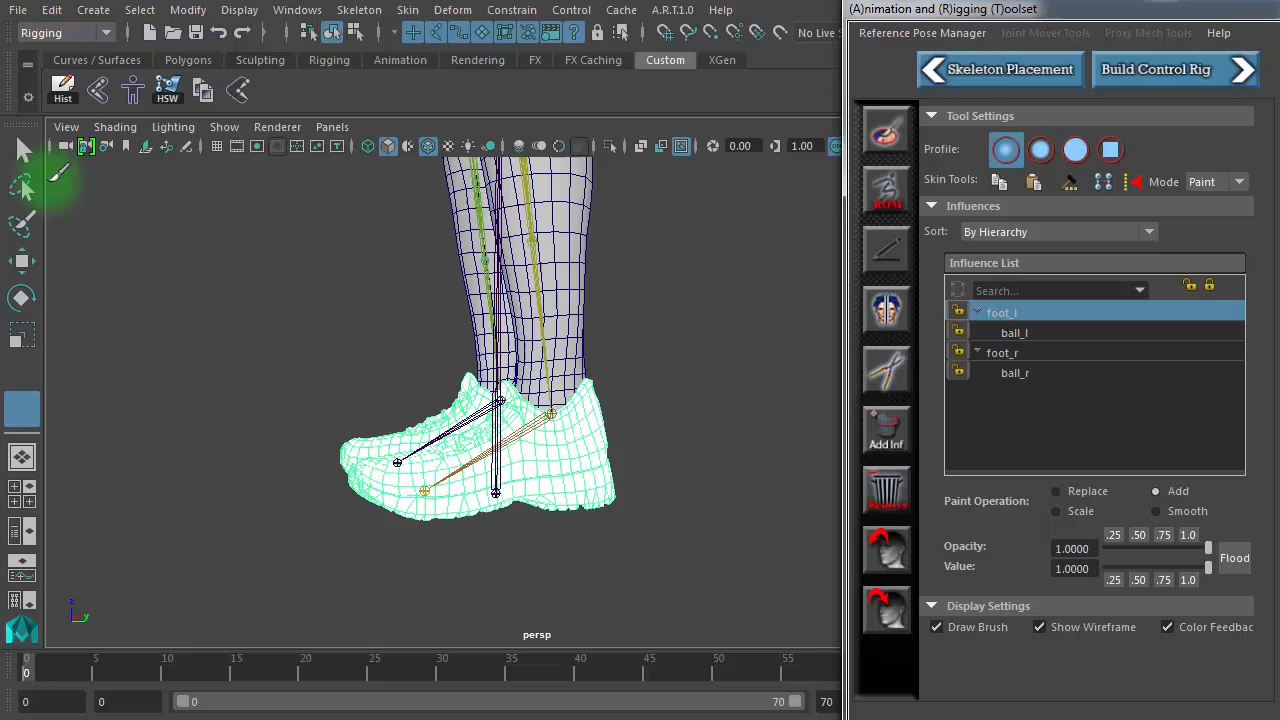 File Edit Create Select Modify Display Windows Skeleton Skin Deform Constrain Control Cache A.R.T.1.0 Help
(A)nimation and (R)igging (T)oolset
Rigging
No Live S
Reference Pose Manager Joint Mover Tools Proxy Mesh Tools Help
Curves / Surfaces Polygons Sculpting Rigging Animation Rendering FX FX Caching Custom XGen
Skeleton Placement Build Control Rig
Hist HSW
Tool Settings
View Shading Lighting Show Renderer Panels
Profile:
0.00 1.00
Skin Tools: Mode Paint
ROM
Influences
Sort: By Hierarchy
Influence List
Search...
foot_l
ball_l
foot_r
ball_r
Add Inf
Paint Operation: Replace Add
Scale Smooth
Remove
.25 .50 .75 1.0
Opacity: 1.0000
Value: 1.0000 Flood
.25 .50 .75 1.0
Display Settings
Draw Brush Show Wireframe Color Feedbac
z
y
persp
0 5 10 15 20 25 30 35 40 45 50 55
0
0 0 0 70 70